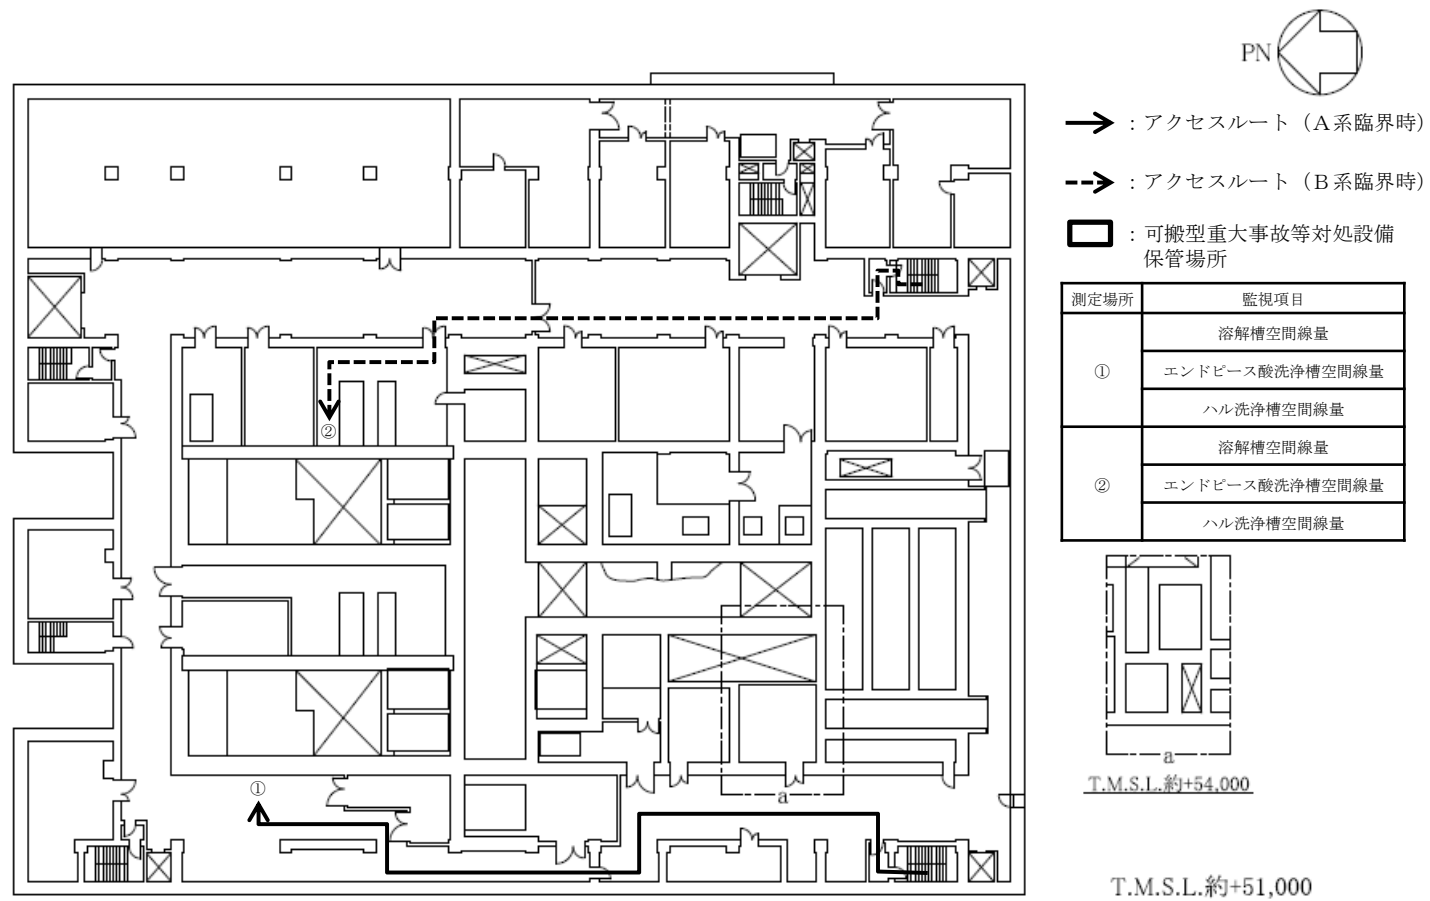 PN
：アクセスルート（A系臨界時）
：アクセスルート（B系臨界時）
：可搬型重大事故等対処設備
保管場所
測定場所 監視項目
① 溶解槽空間線量
エンドピース酸洗浄槽空間線量
ハル洗浄槽空間線量
② 溶解槽空間線量
エンドピース酸洗浄槽空間線量
ハル洗浄槽空間線量
②
①
a
a
T.M.S.L.約+54,000
T.M.S.L.約+51,000